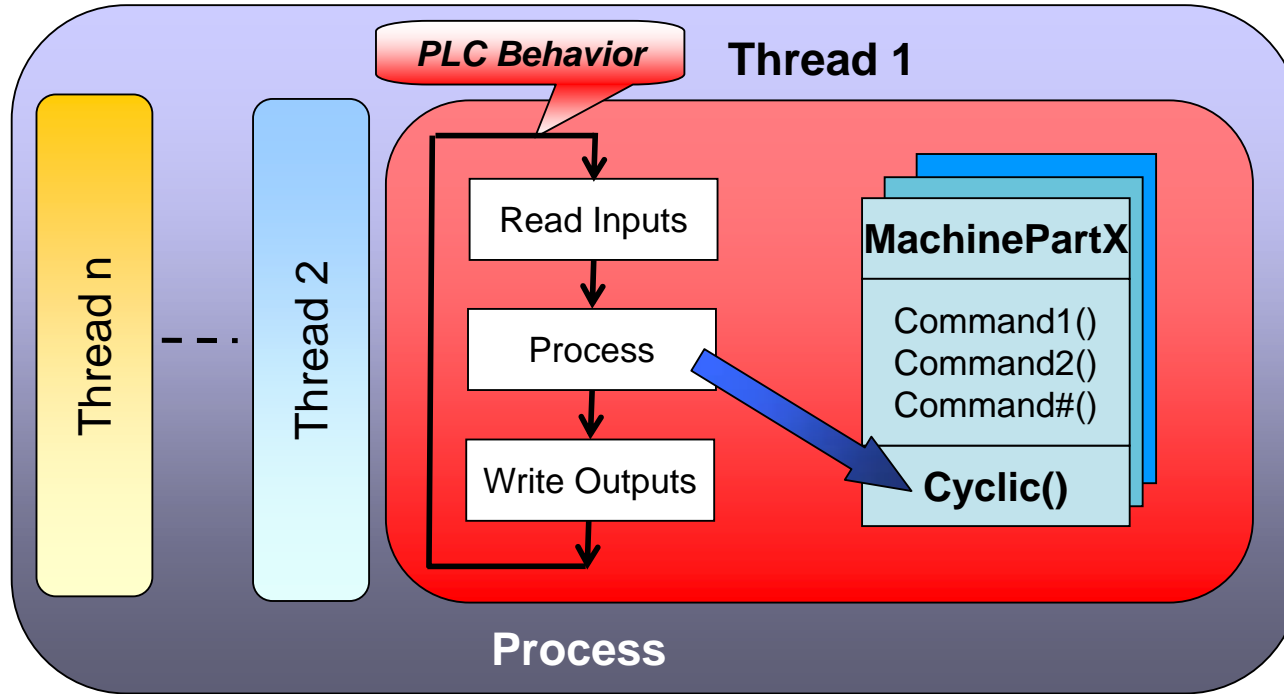 PLC Behavior
Thread 1
Thread n
Thread 2
Read Inputs
Process
Write Outputs
MachinePartX
Command1()
Command2()
Command#()
Cyclic()
Process